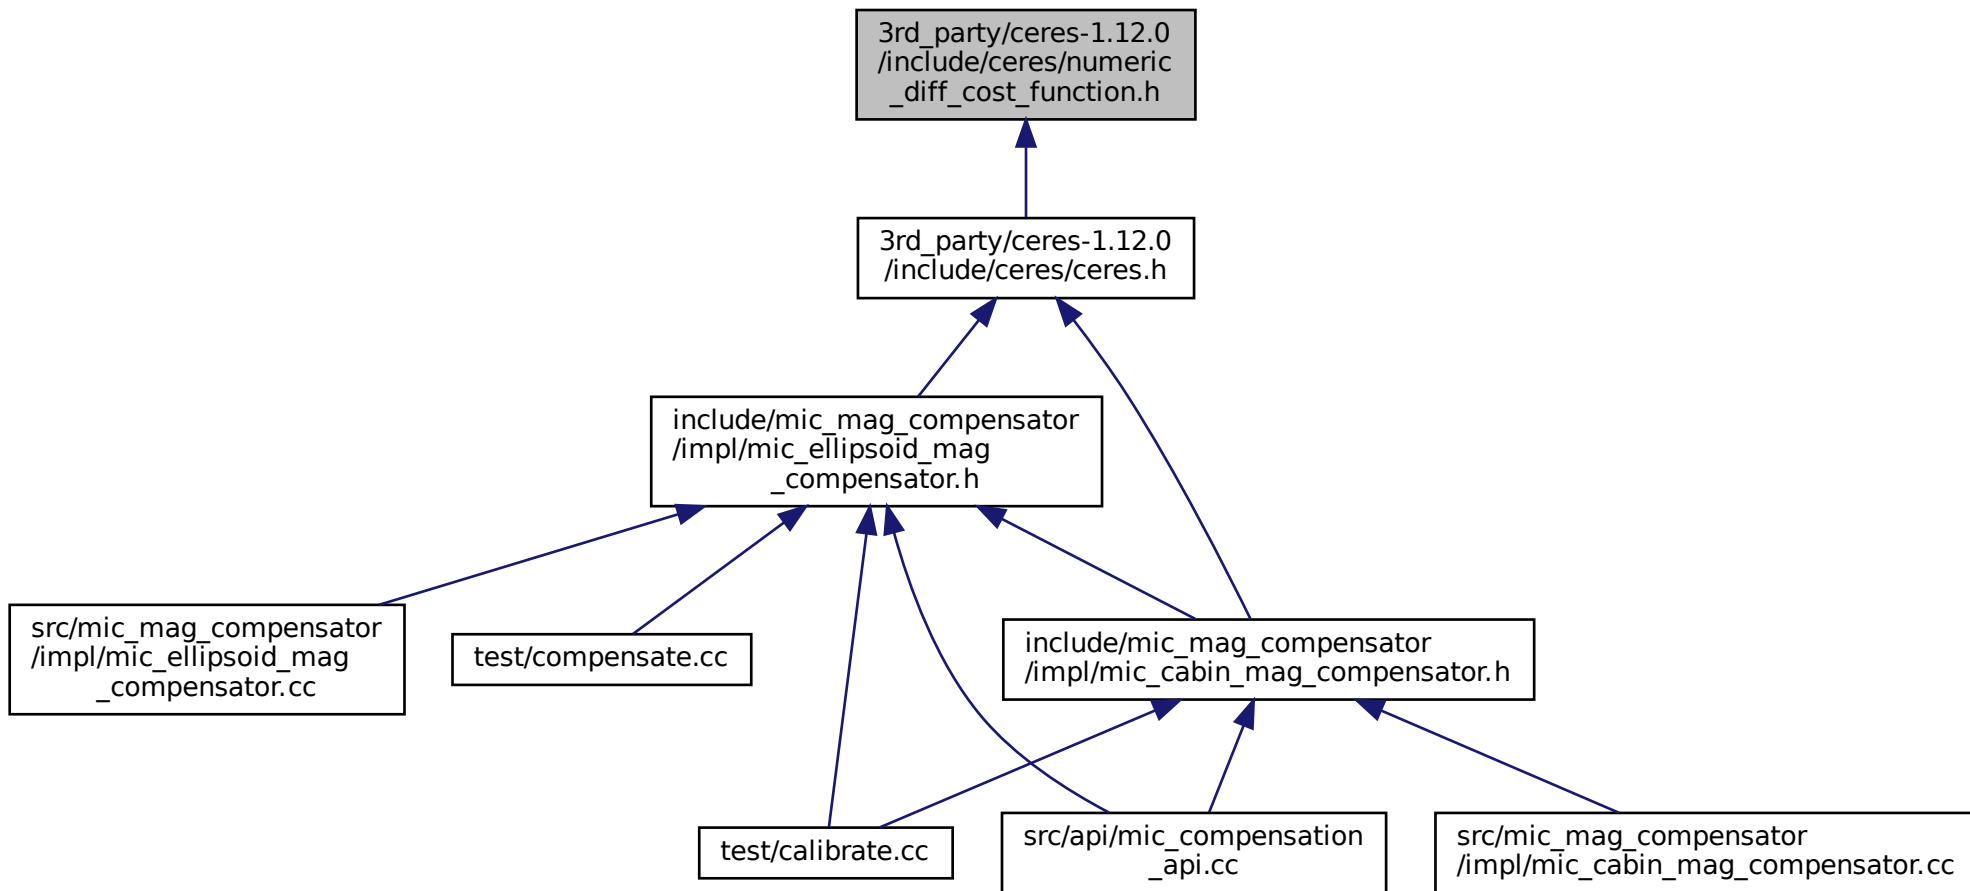 3rd_party/ceres-1.12.0
/include/ceres/numeric
_diff_cost_function.h
3rd_party/ceres-1.12.0
/include/ceres/ceres.h
include/mic_mag_compensator
/impl/mic_ellipsoid_mag
_compensator.h
src/mic_mag_compensator
/impl/mic_ellipsoid_mag
_compensator.cc
test/compensate.cc
include/mic_mag_compensator
/impl/mic_cabin_mag_compensator.h
test/calibrate.cc
src/api/mic_compensation
_api.cc
src/mic_mag_compensator
/impl/mic_cabin_mag_compensator.cc